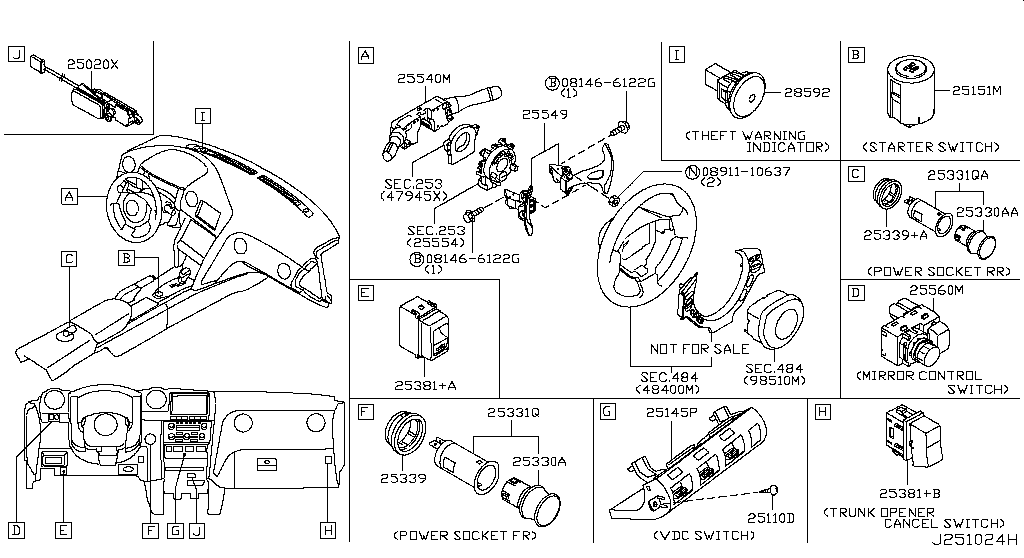 J
25020X
I
A
C
B
D
E
F
G
J
H
A
25540M
B08146-6122G
(1)
25549
SEC.253
(47945X)
SEC.253
(25554)
B08146-6122G
(1)
N08911-10637
(2)
NOT FOR SALE
SEC.484
(48400M)
SEC.484
(98510M)
I
28592
(THEFT WARNING
INDICATOR)
B
25151M
(STARTER SWITCH)
C
25331QA
25330AA
25339+A
(POWER SOCKET RR)
D
25560M
(MIRROR CONTROL
SWITCH)
E
25381+A
F
25331Q
25330A
25339
(POWER SOCKET FR)
G
25145P
25110D
(VDC SWITCH)
H
25381+B
(TRUNK OPENER
CANCEL SWITCH)
J251024H